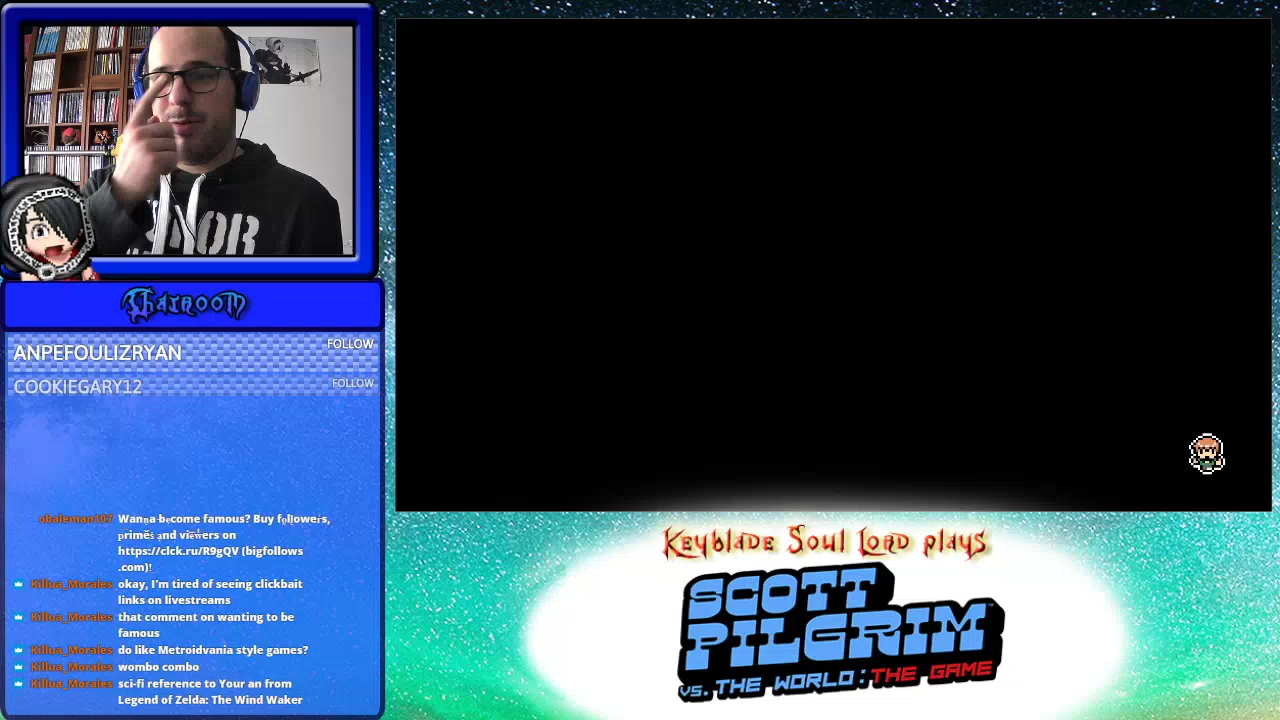 Chatroom
ANPEFOULIZRYAN FOLLOW
COOKIEGARY12 FOLLOW
obaleman107 Wanna become famous? Buy followers,
primes and viewers on
https://clck.ru/R9gQV (bigfollows
.com)!
Killua_Morales okay, I'm tired of seeing clickbait
links on livestreams
Killua_Morales that comment on wanting to be
famous
Killua_Morales do like Metroidvania style games?
Killua_Morales wombo combo
Killua_Morales sci-fi reference to Your an from
Legend of Zelda: The Wind Waker
Keyblade Soul Lord plays
SCOTT
PILGRIM™
VS. THE WORLD: THE GAME